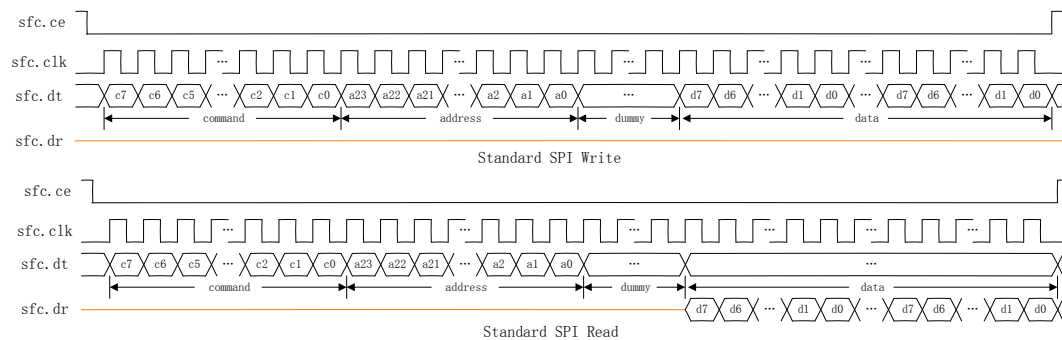 sfc.ce
sfc.clk ... ... ... ... ...
sfc.dt c7 c6 c5 ... c2 c1 c0 a23 a22 a21 ... a2 a1 a0 ... d7 d6 ... d1 d0 ... d7 d6 ... d1 d0
command address dummy data
sfc.dr
Standard SPI Write
sfc.ce
sfc.clk ... ... ... ... ...
sfc.dt c7 c6 c5 ... c2 c1 c0 a23 a22 a21 ... a2 a1 a0 ... ...
command address dummy data
sfc.dr d7 d6 ... d1 d0 ... d7 d6 ... d1 d0
Standard SPI Read